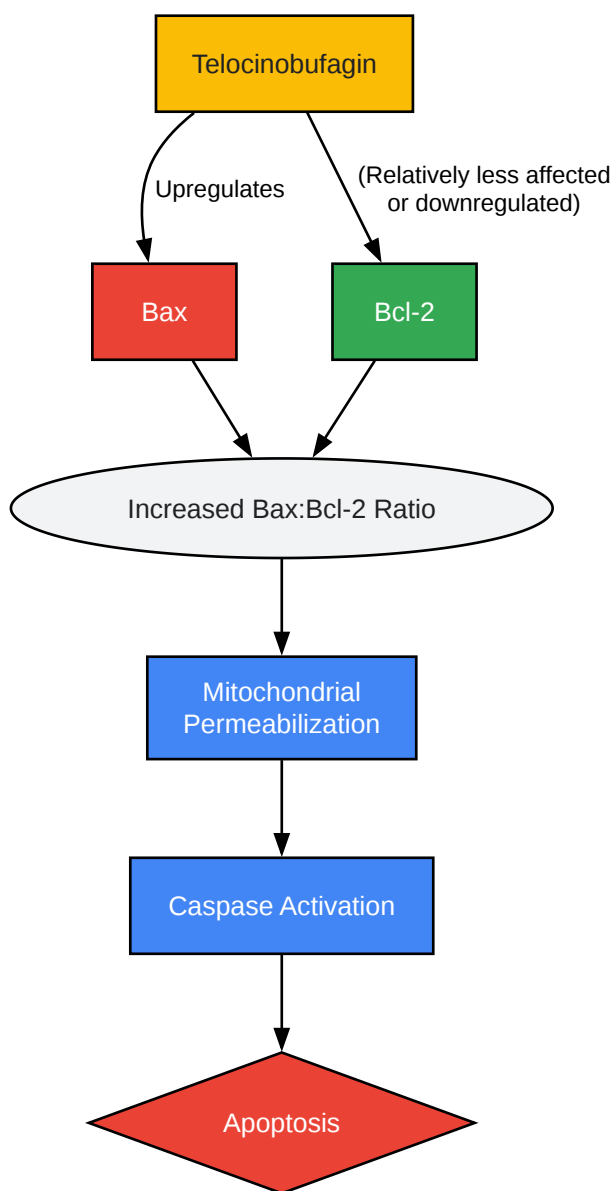 Telocinobufagin
Upregulates
(Relatively less affected
or downregulated)
Bax
Bcl-2
Increased Bax:Bcl-2 Ratio
Mitochondrial
Permeabilization
Caspase Activation
Apoptosis